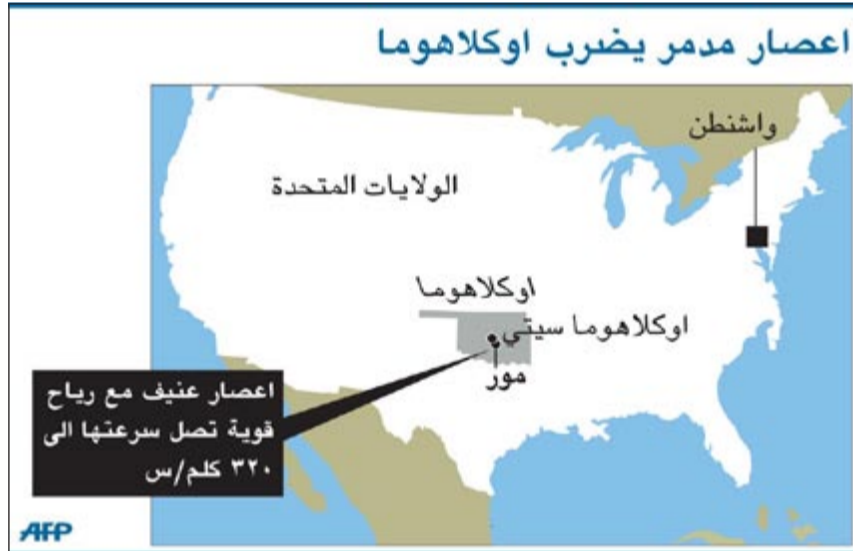 اعصار مدمر يضرب اوكلاهوما
واشنطن
الولايات المتحدة
اوكلاهوما
اوكلاهوما سيتي
مور
اعصار عنيف مع رياح
قوية تصل سرعتها الى
٣٢٠ كلم/س
AFP